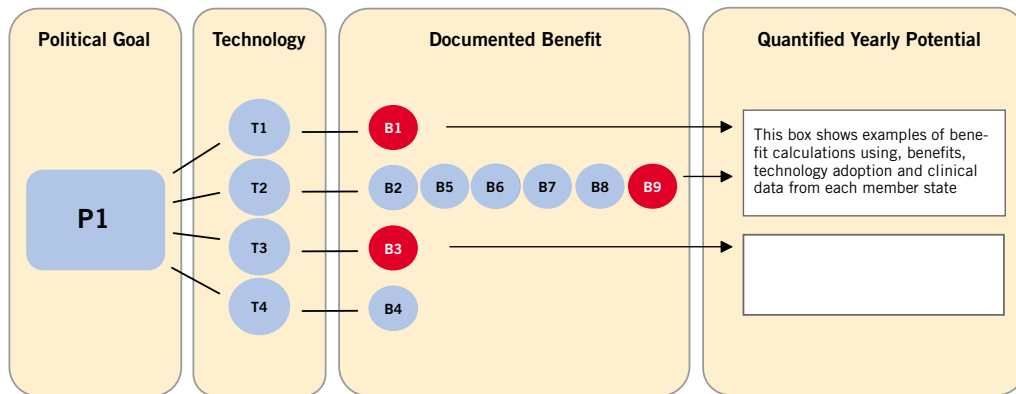 Political Goal
Technology
Documented Benefit
Quantified Yearly Potential
P1
T1
T2
T3
T4
B1
B2
B5
B6
B7
B8
B9
B3
B4
This box shows examples of bene-
fit calculations using, benefits,
technology adoption and clinical
data from each member state